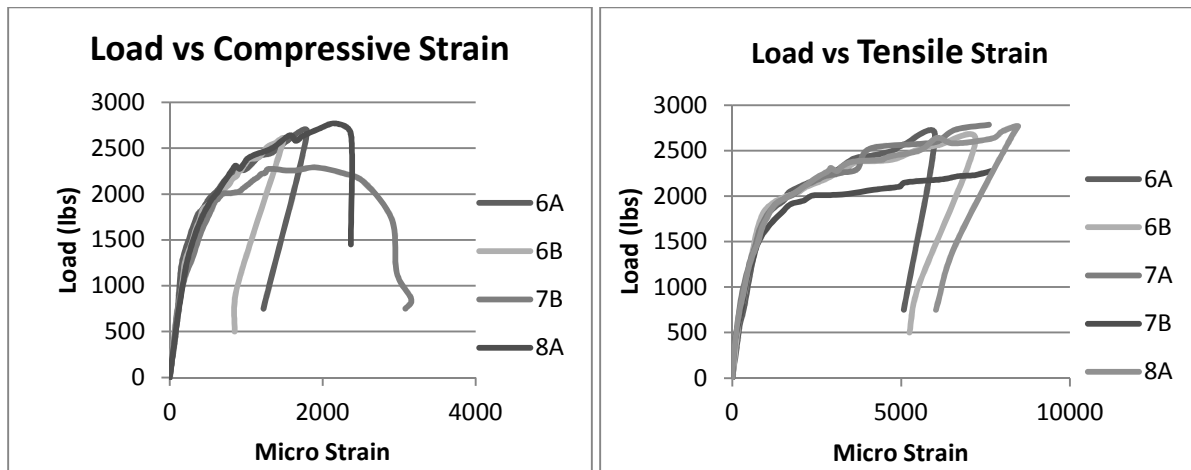 Load vs Compressive Strain
3000
2500
2000
1500
1000
500
0
Load (lbs)
0 2000 4000
Micro Strain
6A
6B
7B
8A
Load vs Tensile Strain
3000
2500
2000
1500
1000
500
0
Load (lbs)
0 5000 10000
Micro Strain
6A
6B
7A
7B
8A